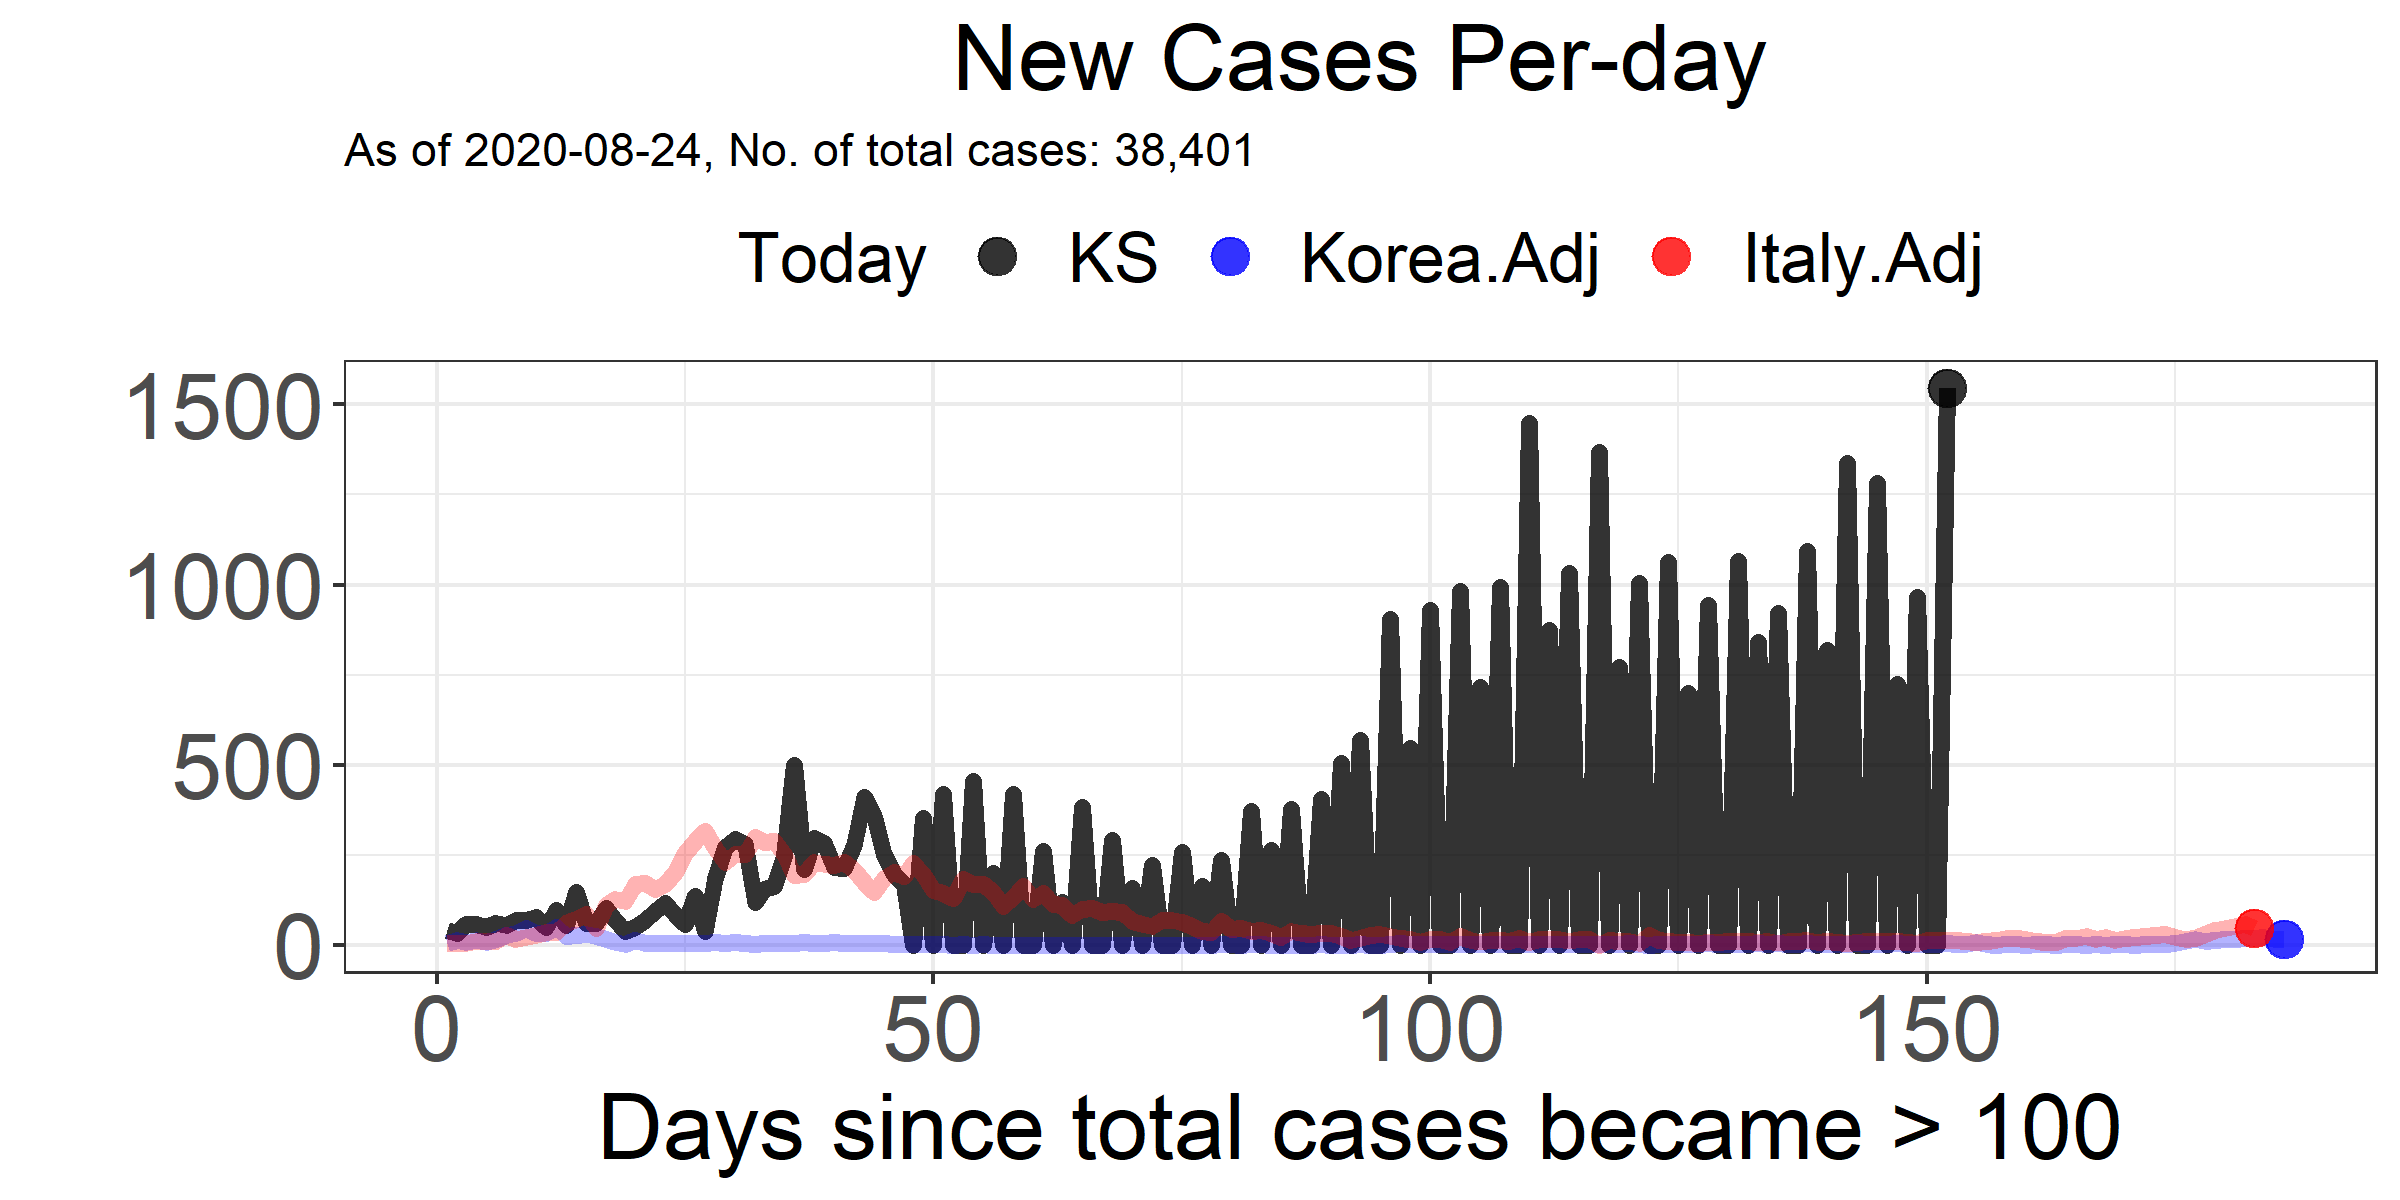 New Cases Per-day
As of 2020-08-24, No. of total cases: 38,401
Today KS Korea.Adj Italy.Adj
1500
1000
500
0
0 50 100 150
Days since total cases became > 100